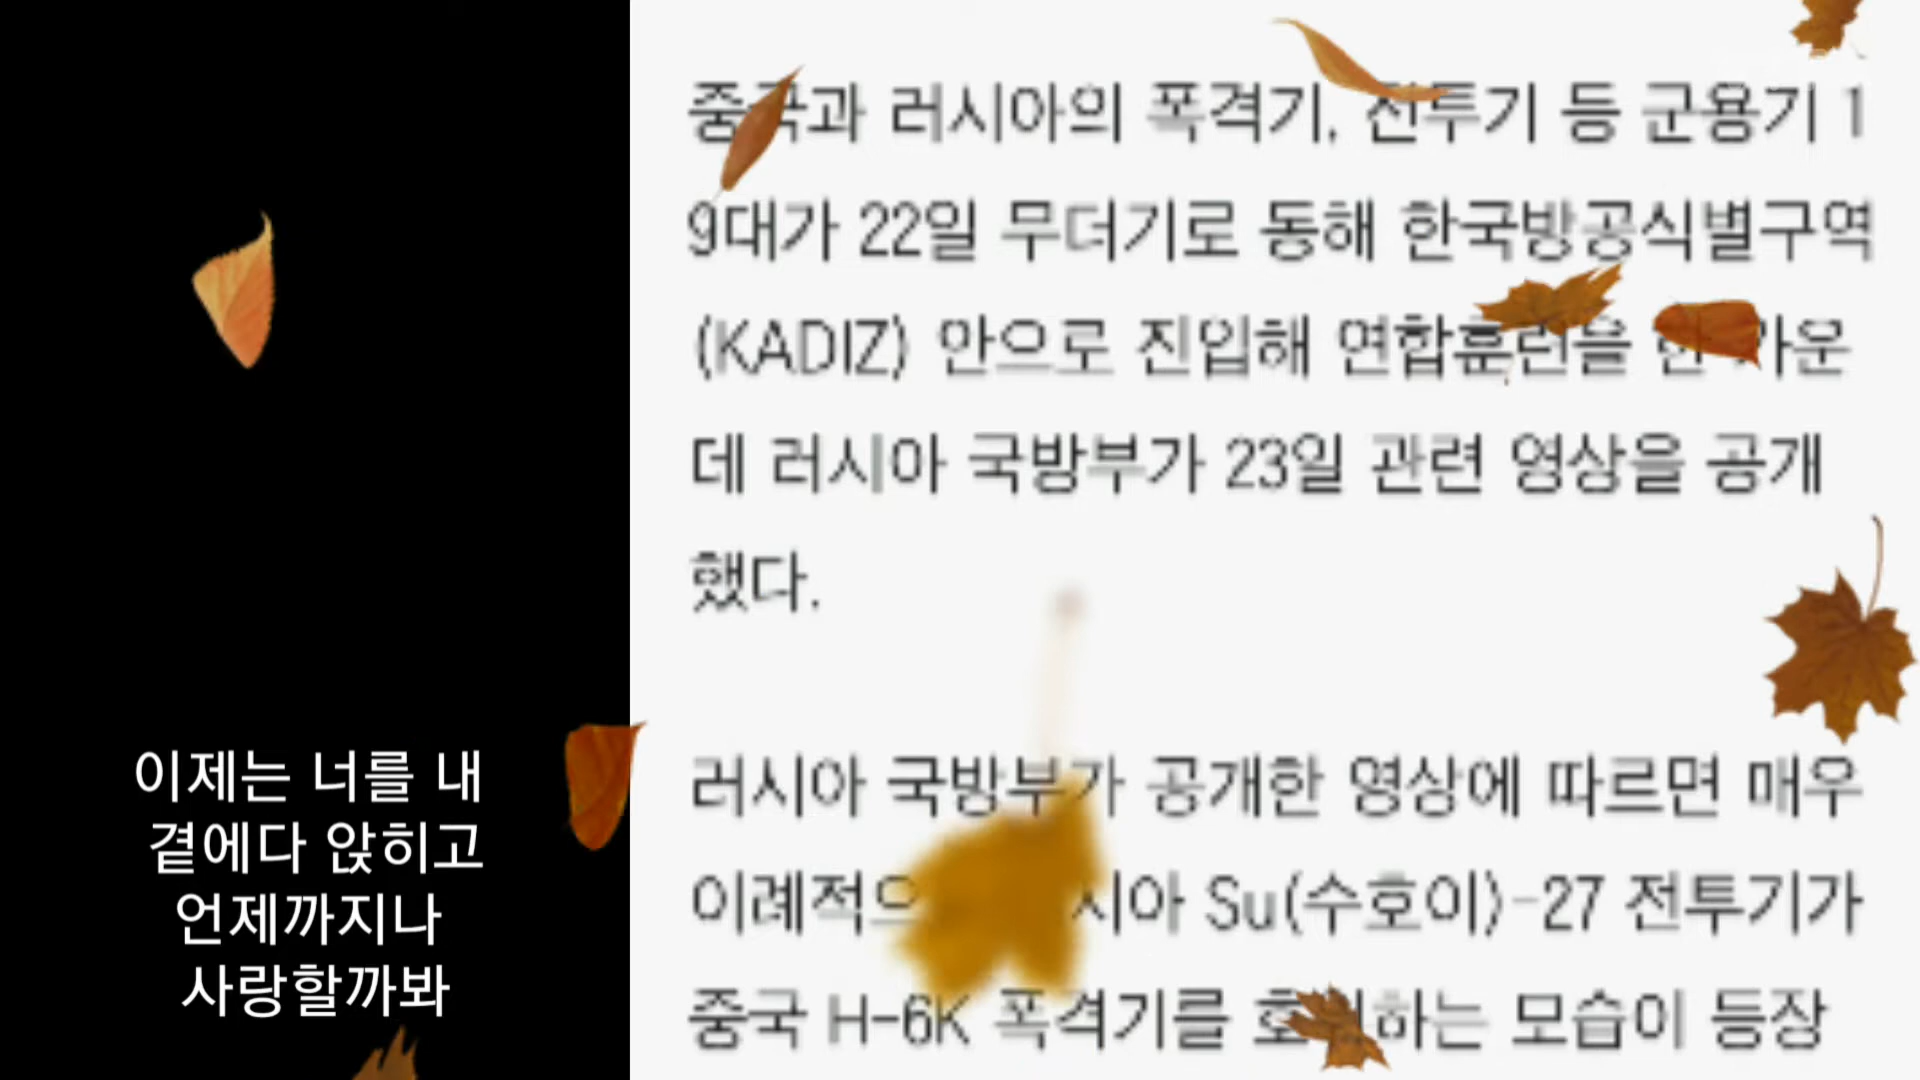 이제는 너를 내
곁에다 앉히고
언제까지나
사랑할까봐
중국과 러시아의 폭격기, 전투기 등 군용기 1
9대가 22일 무더기로 동해 한국방공식별구역
(KADIZ) 안으로 진입해 연합훈련을 한 가운
데 러시아 국방부가 23일 관련 영상을 공개
했다.
러시아 국방부가 공개한 영상에 따르면 매우
이례적으 시아 Su(수호이)-27 전투기가
중국 H-6K 폭격기를 하는 모습이 등장